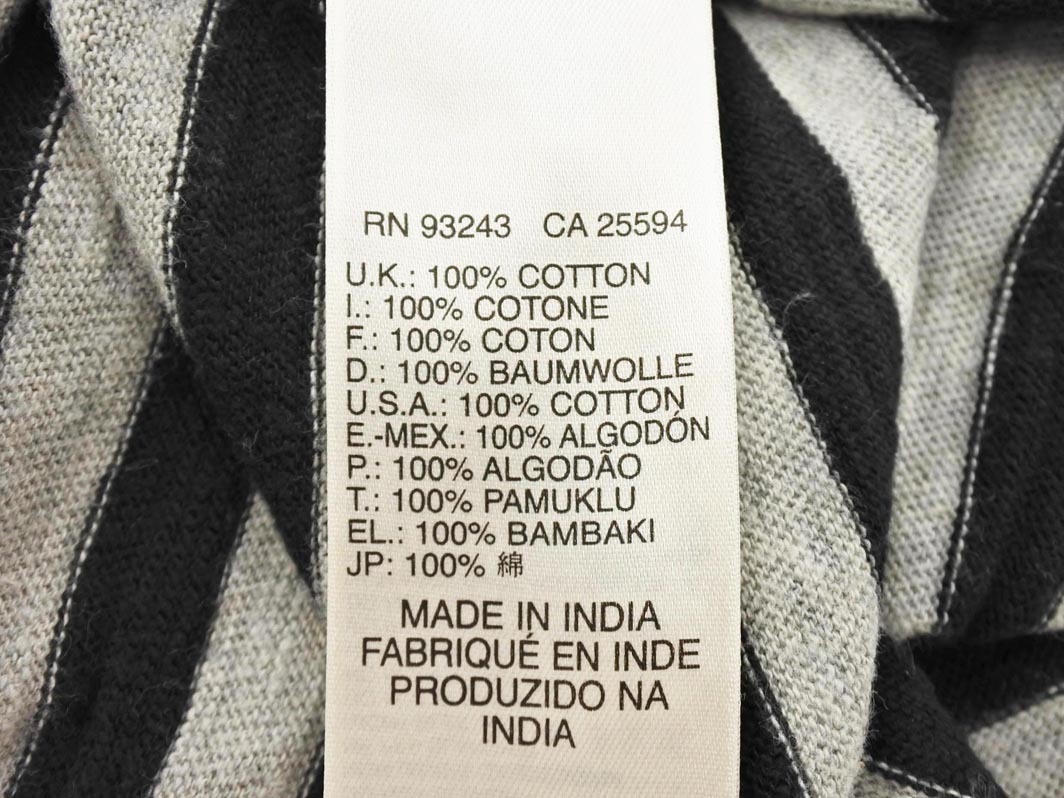 RN 93243 CA 25594
U.K.: 100% COTTON
I.: 100% COTONE
F.: 100% COTON
D.: 100% BAUMWOLLE
U.S.A.: 100% COTTON
E.-MEX.: 100% ALGODÓN
P.: 100% ALGODÃO
T.: 100% PAMUKLU
EL.: 100% BAMBAKI
JP: 100% 綿
MADE IN INDIA
FABRIQUÉ EN INDE
PRODUZIDO NA
INDIA